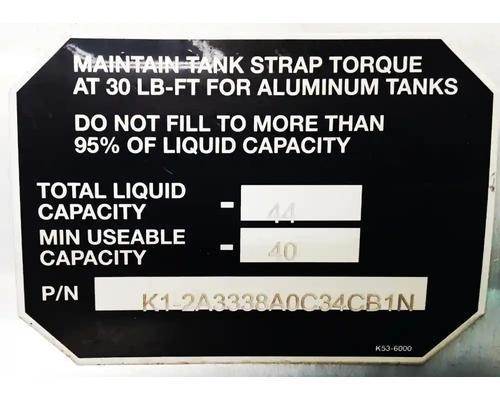 MAINTAIN TANK STRAP TORQUE
AT 30 LB-FT FOR ALUMINUM TANKS
DO NOT FILL TO MORE THAN
95% OF LIQUID CAPACITY
TOTAL LIQUID
CAPACITY - 44
MIN USEABLE
CAPACITY - 40
P/N K1-2A3338A0C34CB1N
K53-6000